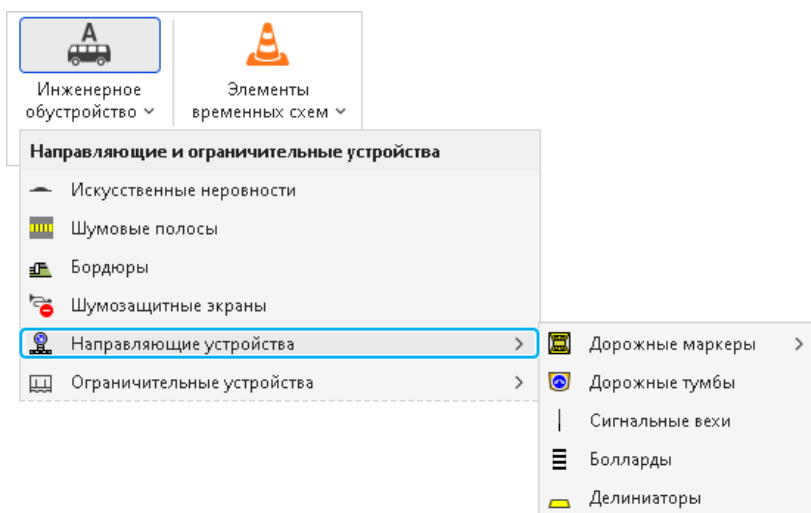 А
Инженерное
обустройство
Элементы
временных схем
Направляющие и ограничительные устройства
Искусственные неровности
Шумовые полосы
Бордюры
Шумозащитные экраны
Направляющие устройства
Ограничительные устройства
Дорожные маркеры
Дорожные тумбы
Сигнальные вехи
Болларды
Делиниаторы